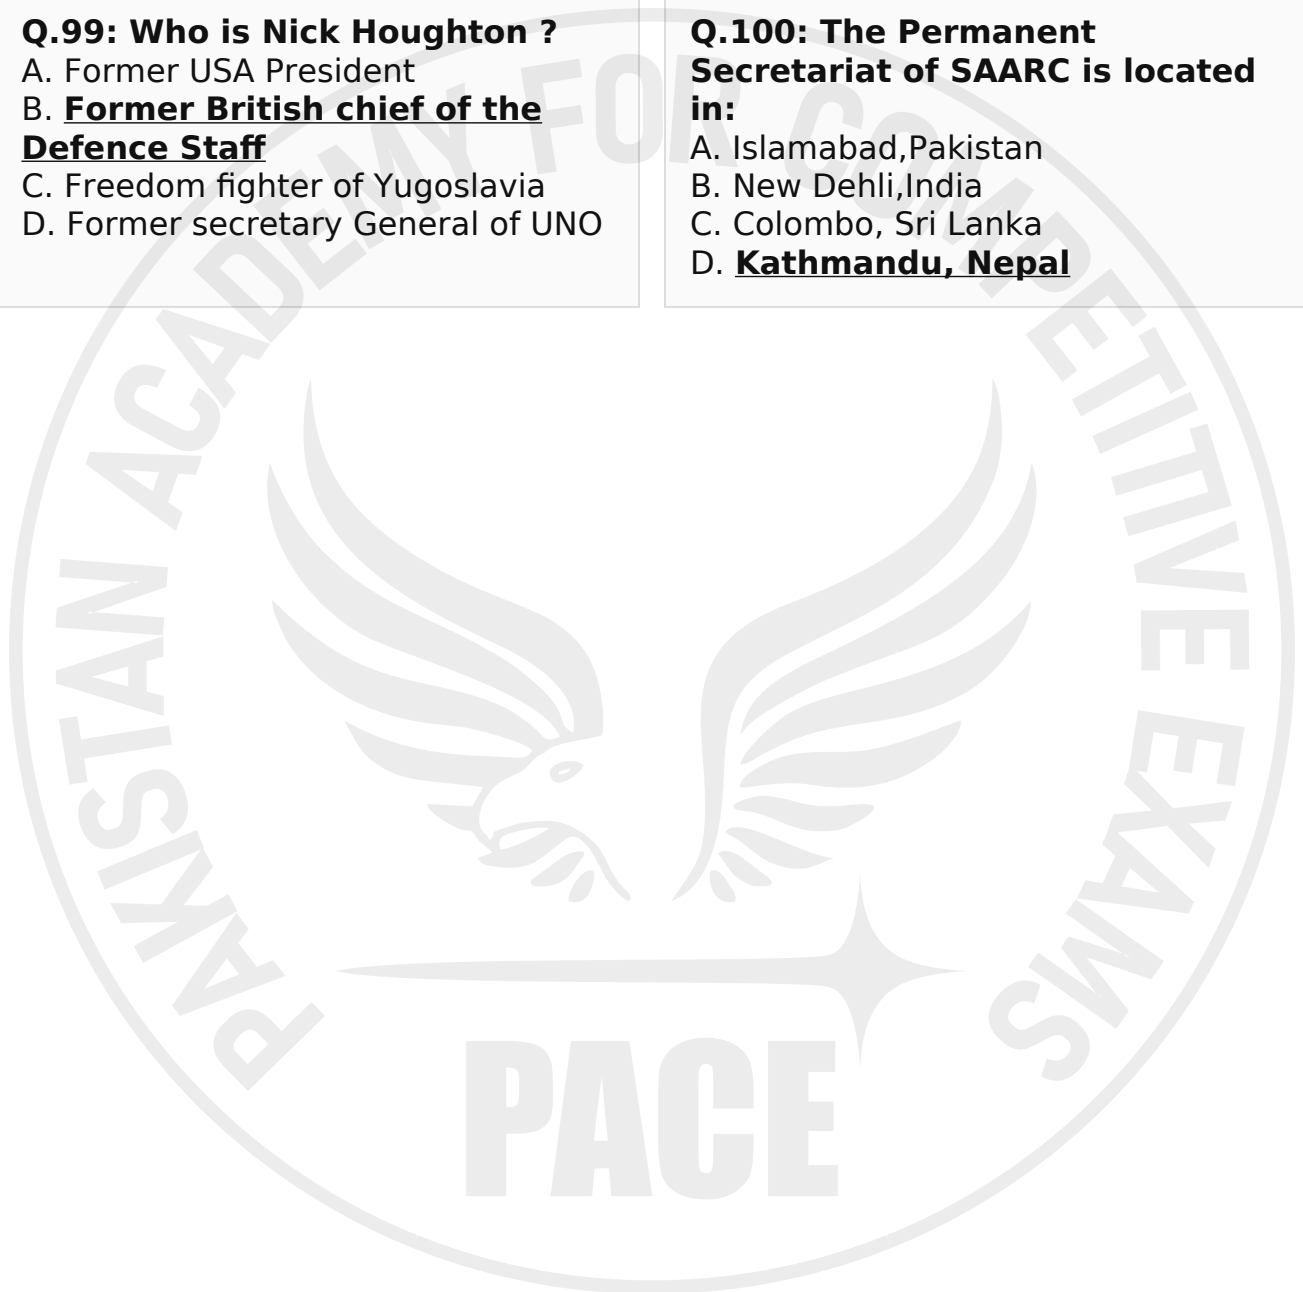 Q.99: Who is Nick Houghton ?
A. Former USA President
B. Former British chief of the
Defence Staff
C. Freedom fighter of Yugoslavia
D. Former secretary General of UNO
Q.100: The Permanent
Secretariat of SAARC is located
in:
A. Islamabad,Pakistan
B. New Dehli,India
C. Colombo, Sri Lanka
D. Kathmandu, Nepal
PAKISTAN ACADEMY FOR COMPETITIVE EXAMS
PACE